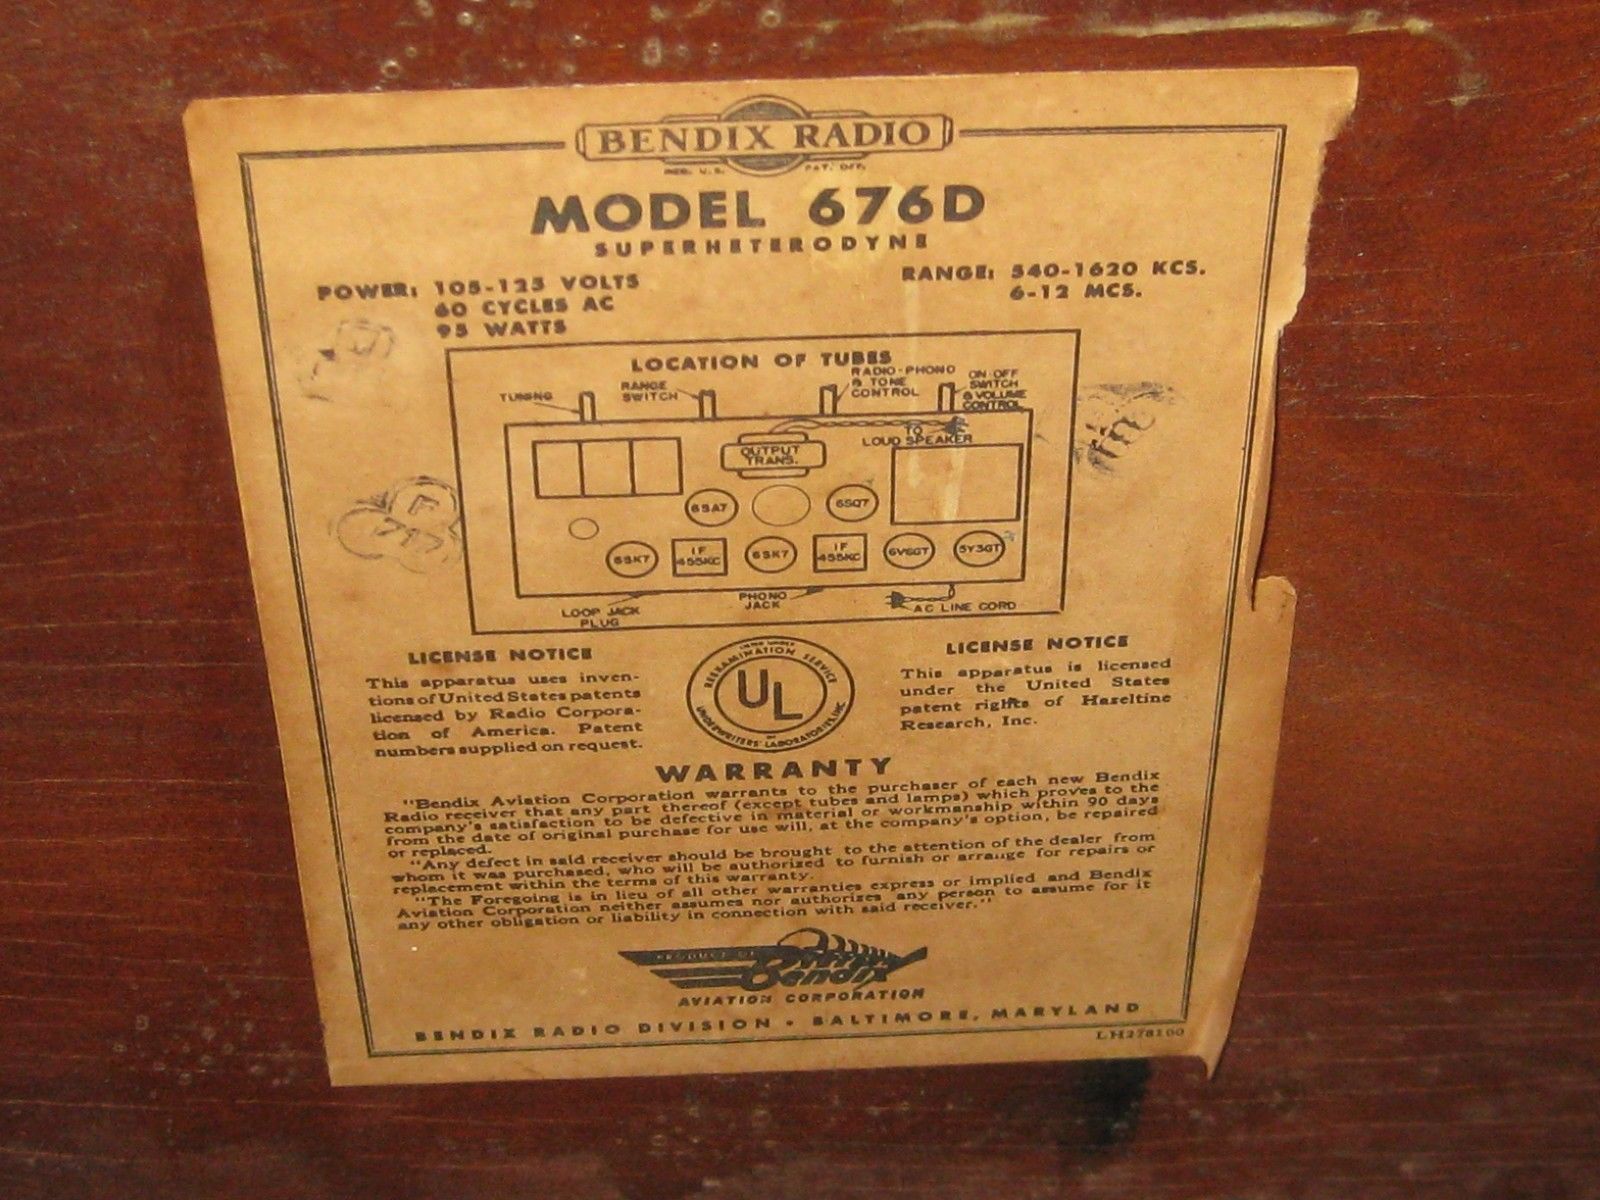 BENDIX RADIO
REG. U.S. PAT. OFF.
MODEL 676D
SUPERHETERODYNE
POWER: 105-125 VOLTS
60 CYCLES AC
95 WATTS
RANGE: 540-1620 KCS.
6-12 MCS.
LOCATION OF TUBES
TUNING
RANGE
SWITCH
RADIO-PHONO
& TONE
CONTROL
ON-OFF
SWITCH
& VOLUME
CONTROL
TO
LOUD SPEAKER
OUTPUT
TRANS.
6SA7
6SQ7
6SK7
IF
455KC
6SK7
IF
455KC
6V6GT
5Y3GT
LOOP JACK
PLUG
PHONO
JACK
AC LINE CORD
LICENSE NOTICE
This apparatus uses inven-
tions of United States patents
licensed by Radio Corpora-
tion of America. Patent
numbers supplied on request.
REEXAMINATION SERVICE
UL
UNDERWRITERS' LABORATORIES, INC.
LICENSE NOTICE
This apparatus is licensed
under the United States
patent rights of Hazeltine
Research, Inc.
WARRANTY
"Bendix Aviation Corporation warrants to the purchaser of each new Bendix
Radio receiver that any part thereof (except tubes and lamps) which proves to the
company's satisfaction to be defective in material or workmanship within 90 days
from the date of original purchase for use will, at the company's option, be repaired
or replaced.
"Any defect in said receiver should be brought to the attention of the dealer from
whom it was purchased, who will be authorized to furnish or arrange for repairs or
replacement within the terms of this warranty.
"The Foregoing is in lieu of all other warranties express or implied and Bendix
Aviation Corporation neither assumes nor authorizes any person to assume for it
any other obligation or liability in connection with said receiver."
PRODUCT OF
Bendix
AVIATION CORPORATION
BENDIX RADIO DIVISION • BALTIMORE, MARYLAND
LH278100